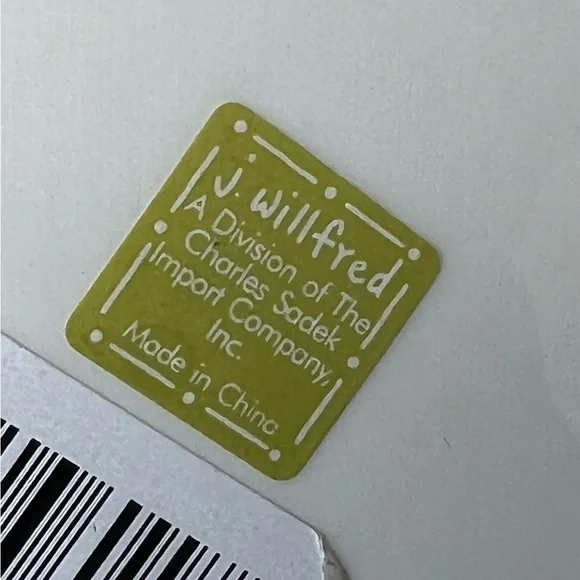 j. willfred
A Division of The
Charles Sadek
Import Company,
Inc.
Made in China